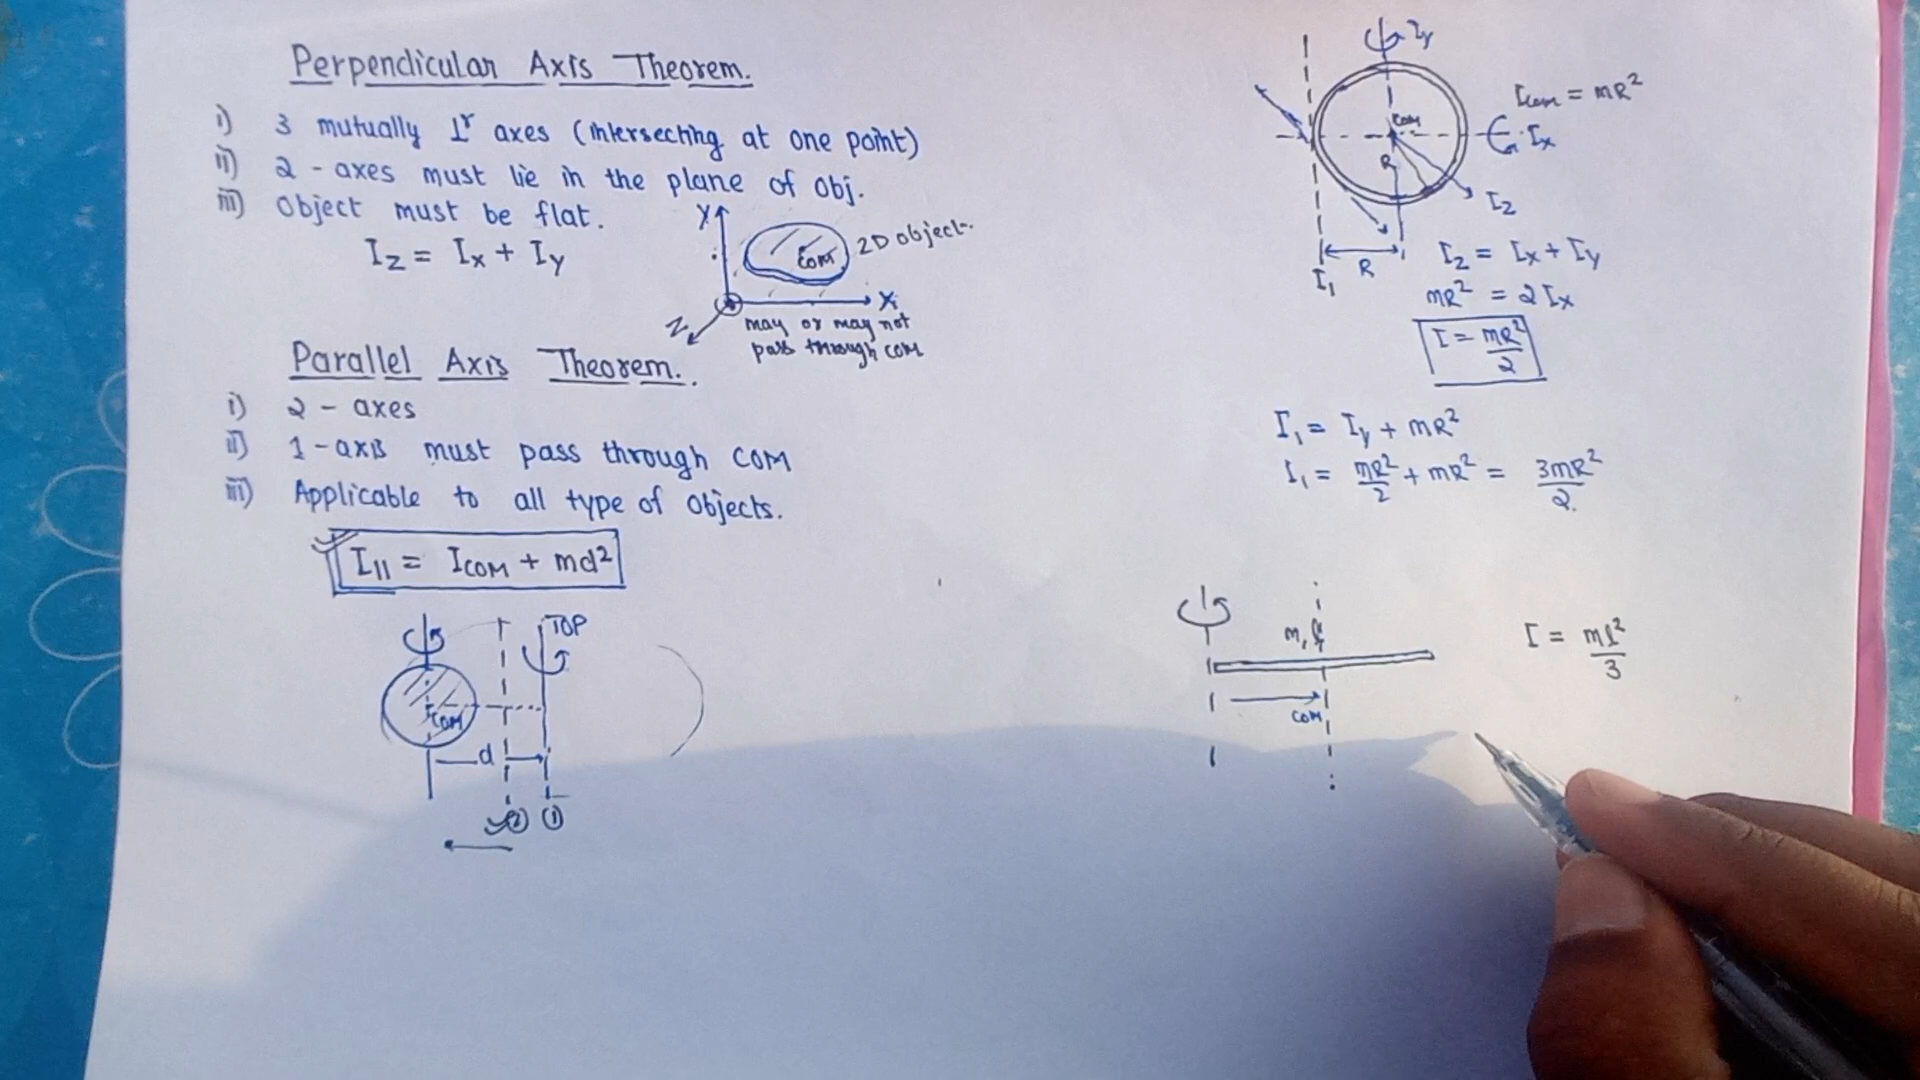 Perpendicular Axis Theorem.
i) 3 mutually ⊥r axes (intersecting at one point)
ii) 2 - axes must lie in the plane of obj.
iii) Object must be flat.
Iz = Ix + Iy
Y
COM
2D object.
X
Z
may or may not
pass through COM
Parallel Axis Theorem.
i) 2 - axes
ii) 1 - axis must pass through COM
iii) Applicable to all type of Objects.
I|| = ICOM + md²
TOP
COM
d
② ①
Iy
Icom = mR²
COM
Ix
R
Iz
R
I₁
Iz = Ix + Iy
mR² = 2Ix
I = mR²/2
I₁ = Iy + mR²
I₁ = mR²/2 + mR² = 3mR²/2.
m, l
COM
I = ml²/3